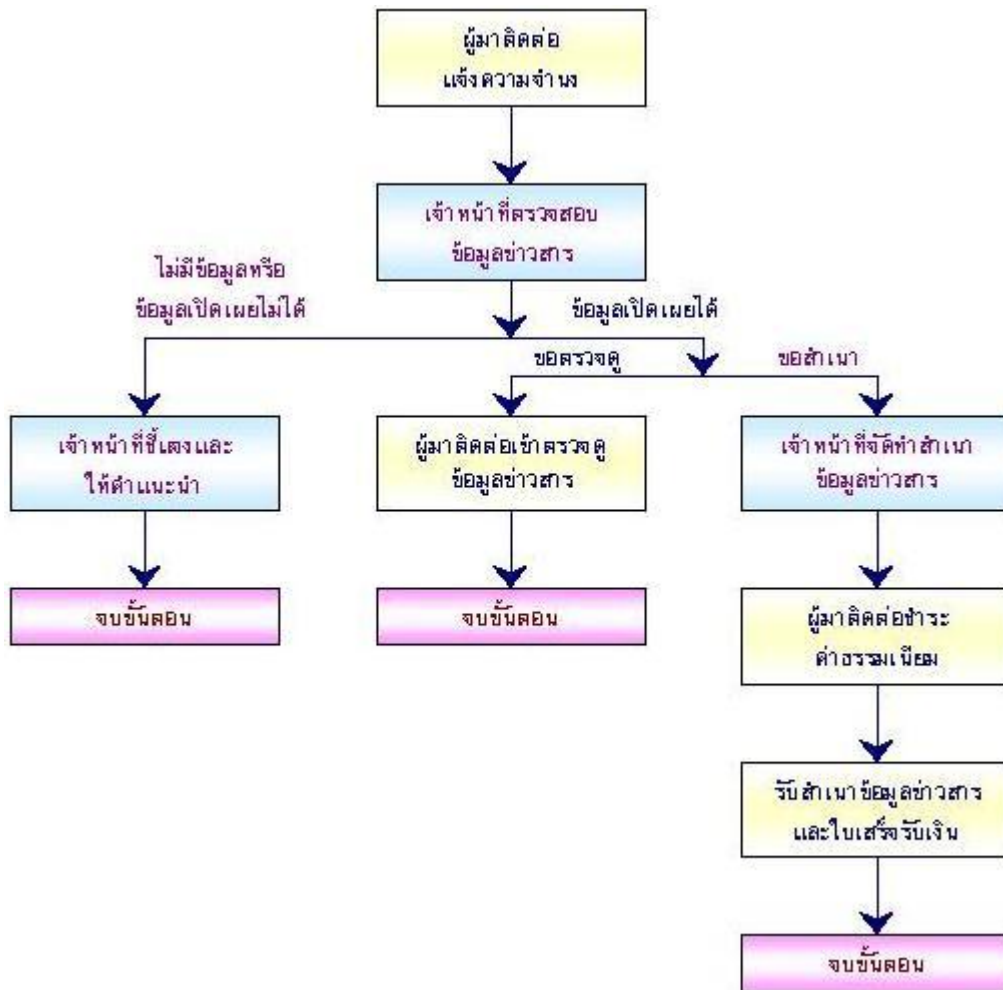 ผู้มาติดต่อ
แจ้งความจำนง
เจ้าหน้าที่ตรวจสอบ
ข้อมูลข่าวสาร
ไม่มีข้อมูลหรือ
ข้อมูลเปิดเผยไม่ได้
ข้อมูลเปิดเผยได้
ขอตรวจดู
ขอสำเนา
เจ้าหน้าที่ชี้แจงและ
ให้คำแนะนำ
ผู้มาติดต่อเข้าตรวจดู
ข้อมูลข่าวสาร
เจ้าหน้าที่จัดทำสำเนา
ข้อมูลข่าวสาร
จบขั้นตอน
จบขั้นตอน
ผู้มาติดต่อชำระ
ค่าธรรมเนียม
รับสำเนาข้อมูลข่าวสาร
และใบเสร็จรับเงิน
จบขั้นตอน